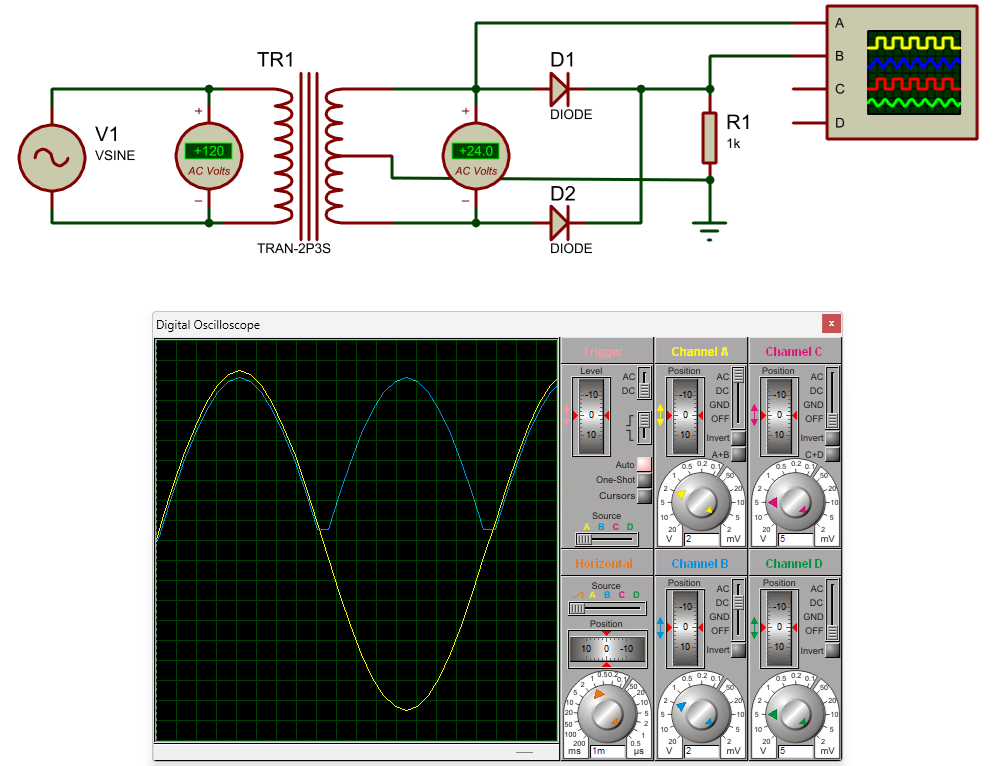 A
TR1
D1
B
DIODE
C
V1
VSINE
+
+120
AC Volts
−
+
+24.0
AC Volts
−
R1
1k
D
D2
TRAN-2P3S
DIODE
Digital Oscilloscope
x
Trigger
Level
-10
0
10
AC
DC
Auto
One-Shot
Cursors
Source
A B C D
Channel A
Position
-10
0
10
AC
DC
GND
OFF
Invert
A+B
2 1 0.5 0.2 0.1 50
5 20
10 10
20 5
V 2 mV
Channel C
Position
-10
0
10
AC
DC
GND
OFF
Invert
C+D
2 1 0.5 0.2 0.1 50
5 20
10 10
20 5
V 5 mV
Horizontal
Source
A B C D
Position
10 0 -10
5 2 1 0.5 0.2 0.1 50
10 20
20 10
50 5
100 2
200 1
0.5
ms 1m µs
Channel B
Position
-10
0
10
AC
DC
GND
OFF
Invert
2 1 0.5 0.2 0.1 50
5 20
10 10
20 5
V 2 mV
Channel D
Position
-10
0
10
AC
DC
GND
OFF
Invert
2 1 0.5 0.2 0.1 50
5 20
10 10
20 5
V 5 mV